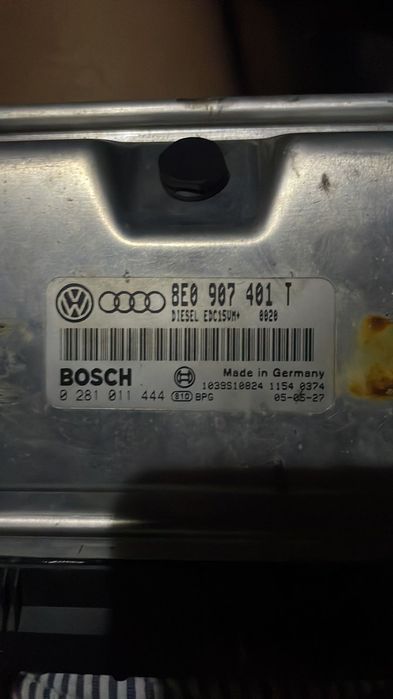 8E0 907 401 T
DIESEL EDC15VM+ 0020
BOSCH
Made in Germany
1039S10824 1154 0374
0 281 011 444 810 BPG 05-05-27